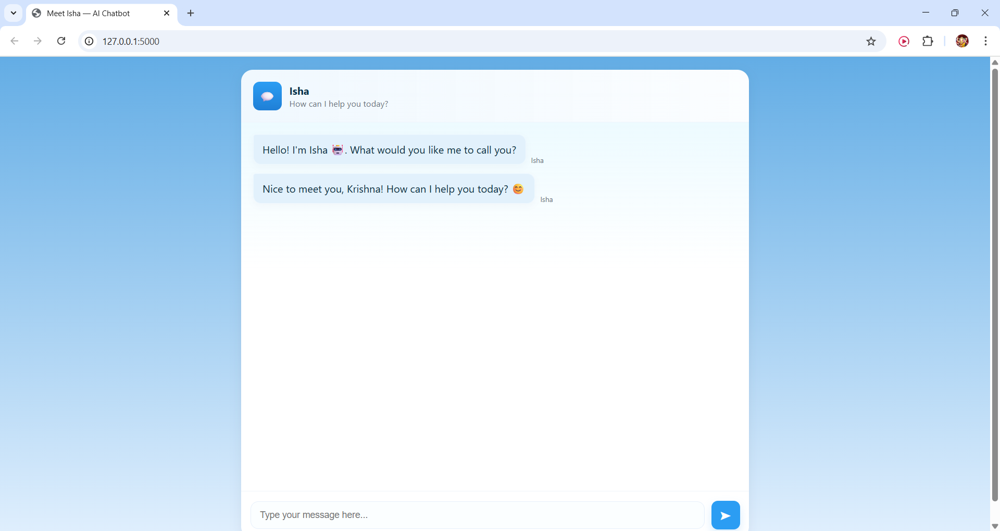 Meet Isha — AI Chatbot
127.0.0.1:5000
Isha
How can I help you today?
Hello! I'm Isha 🤖. What would you like me to call you?
Isha
Nice to meet you, Krishna! How can I help you today? 😊
Isha
Type your message here...